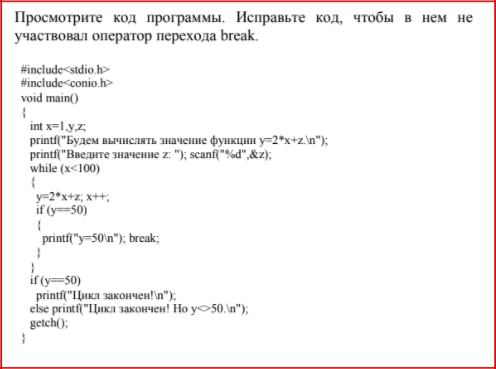 Просмотрите код программы. Исправьте код, чтобы в нем не
участвовал оператор перехода break.
#include<stdio.h>
#include<conio.h>
void main()
{
int x=1,y,z;
printf("Будем вычислять значение функции y=2*x+z.\n");
printf("Введите значение z: "); scanf("%d",&z);
while (x<100)
{
y=2*x+z; x++;
if (y==50)
{
printf("y=50\n"); break;
}
}
if (y==50)
printf("Цикл закончен!\n");
else printf("Цикл закончен! Но y<>50.\n");
getch();
}